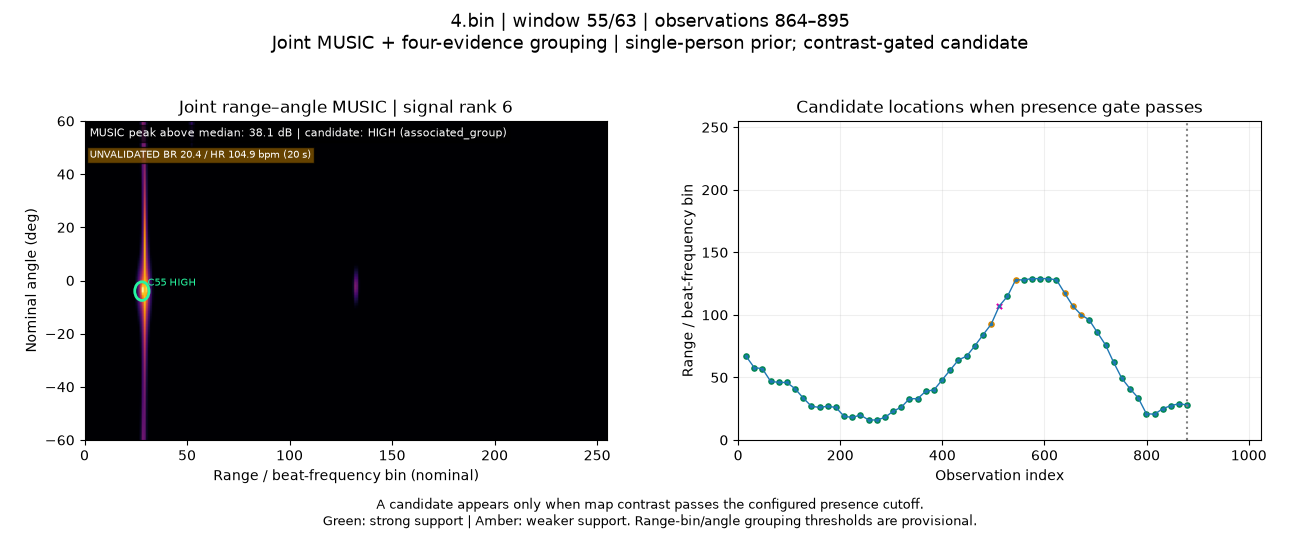 4.bin | window 55/63 | observations 864–895
Joint MUSIC + four-evidence grouping | single-person prior; contrast-gated candidate
Joint range–angle MUSIC | signal rank 6
MUSIC peak above median: 38.1 dB | candidate: HIGH (associated_group)
UNVALIDATED BR 20.4 / HR 104.9 bpm (20 s)
C55 HIGH
Nominal angle (deg)
60
40
20
0
−20
−40
−60
0
50
100
150
200
250
Range / beat-frequency bin (nominal)
Candidate locations when presence gate passes
Range / beat-frequency bin
250
200
150
100
50
0
0
200
400
600
800
1000
Observation index
A candidate appears only when map contrast passes the configured presence cutoff.
Green: strong support | Amber: weaker support. Range-bin/angle grouping thresholds are provisional.